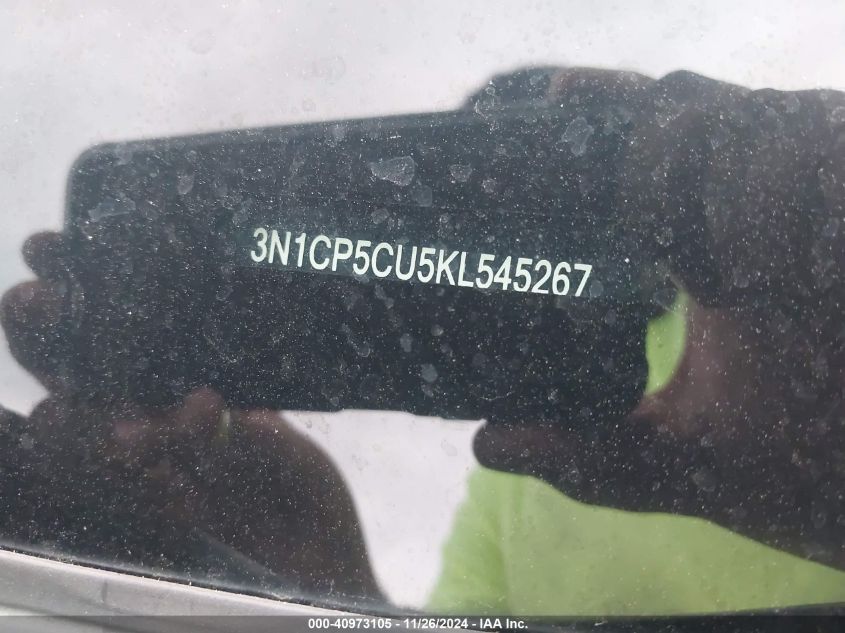 3N1CP5CU5KL545267
000-40973105 - 11/26/2024 - IAA Inc.